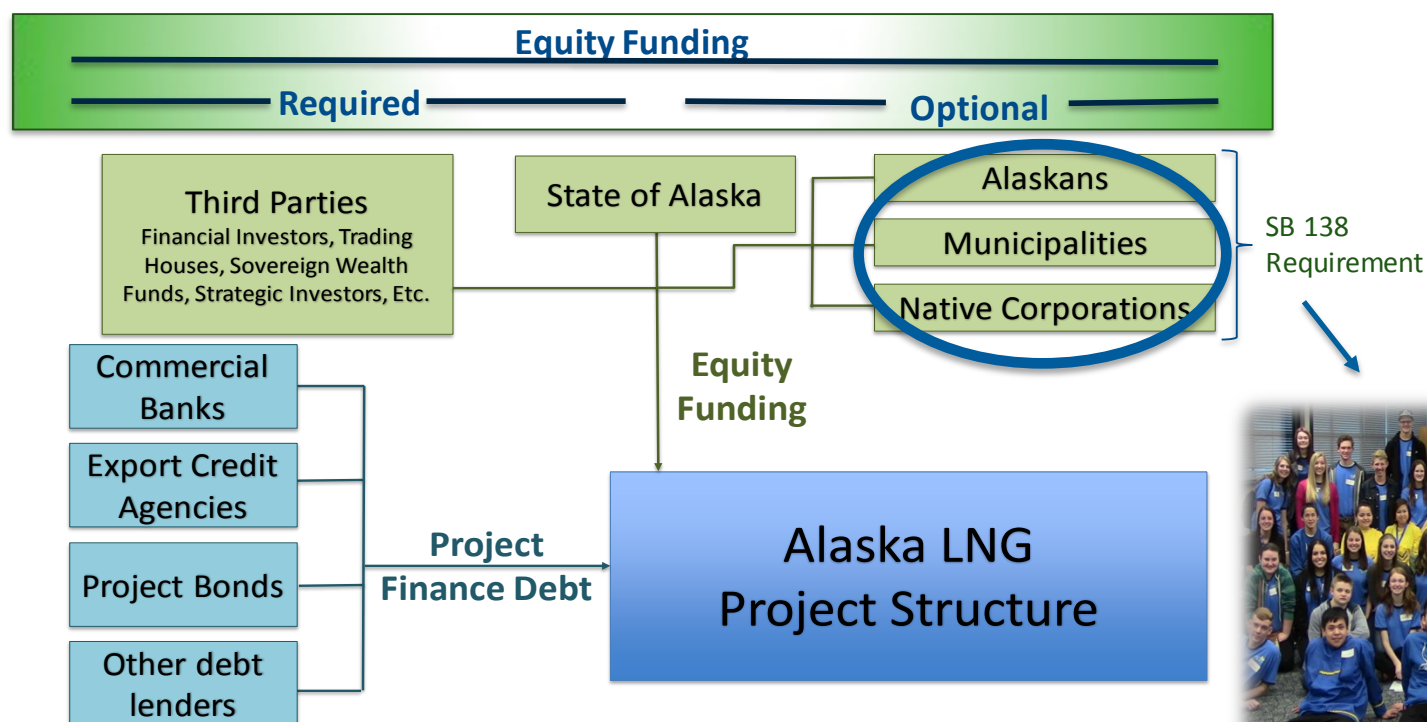 Equity Funding
Required
Optional
Third Parties
Financial Investors, Trading
Houses, Sovereign Wealth
Funds, Strategic Investors, Etc.
State of Alaska
Alaskans
Municipalities
Native Corporations
SB 138
Requirement
Equity
Funding
Commercial
Banks
Export Credit
Agencies
Project Bonds
Other debt
lenders
Project
Finance Debt
Alaska LNG
Project Structure